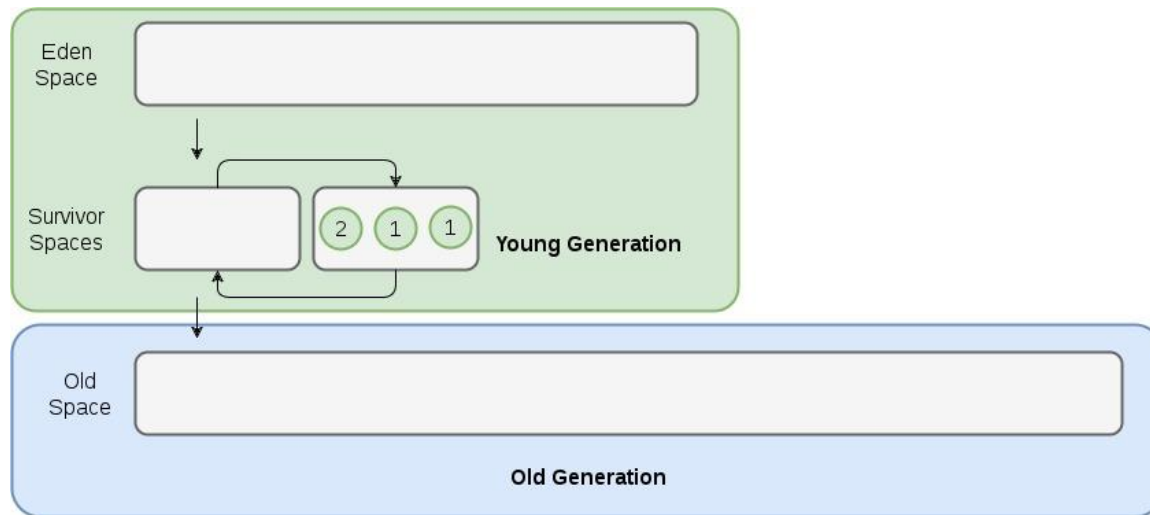 Eden
Space
Survivor
Spaces
2 1 1
Young Generation
Old
Space
Old Generation